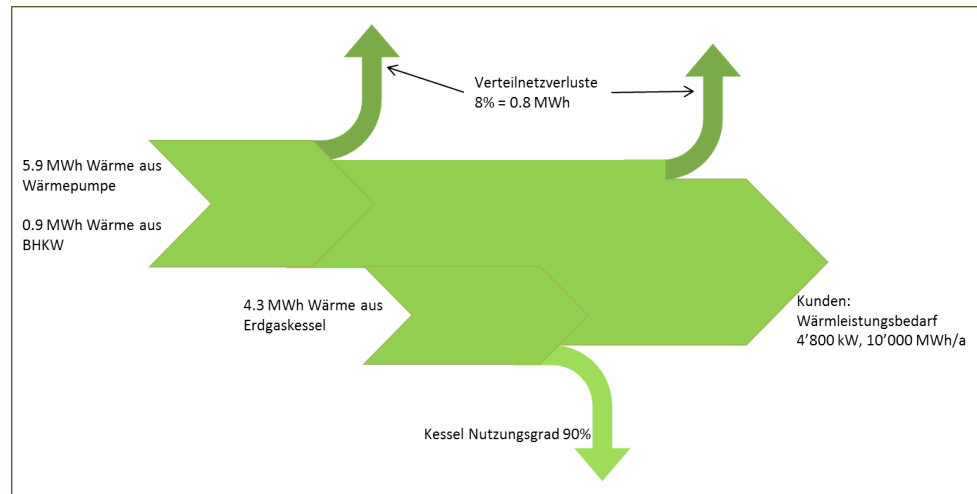 Verteilnetzverluste
8% = 0.8 MWh
5.9 MWh Wärme aus
Wärmepumpe
0.9 MWh Wärme aus
BHKW
4.3 MWh Wärme aus
Erdgaskessel
Kunden:
Wärmleistungsbedarf
4’800 kW, 10’000 MWh/a
Kessel Nutzungsgrad 90%